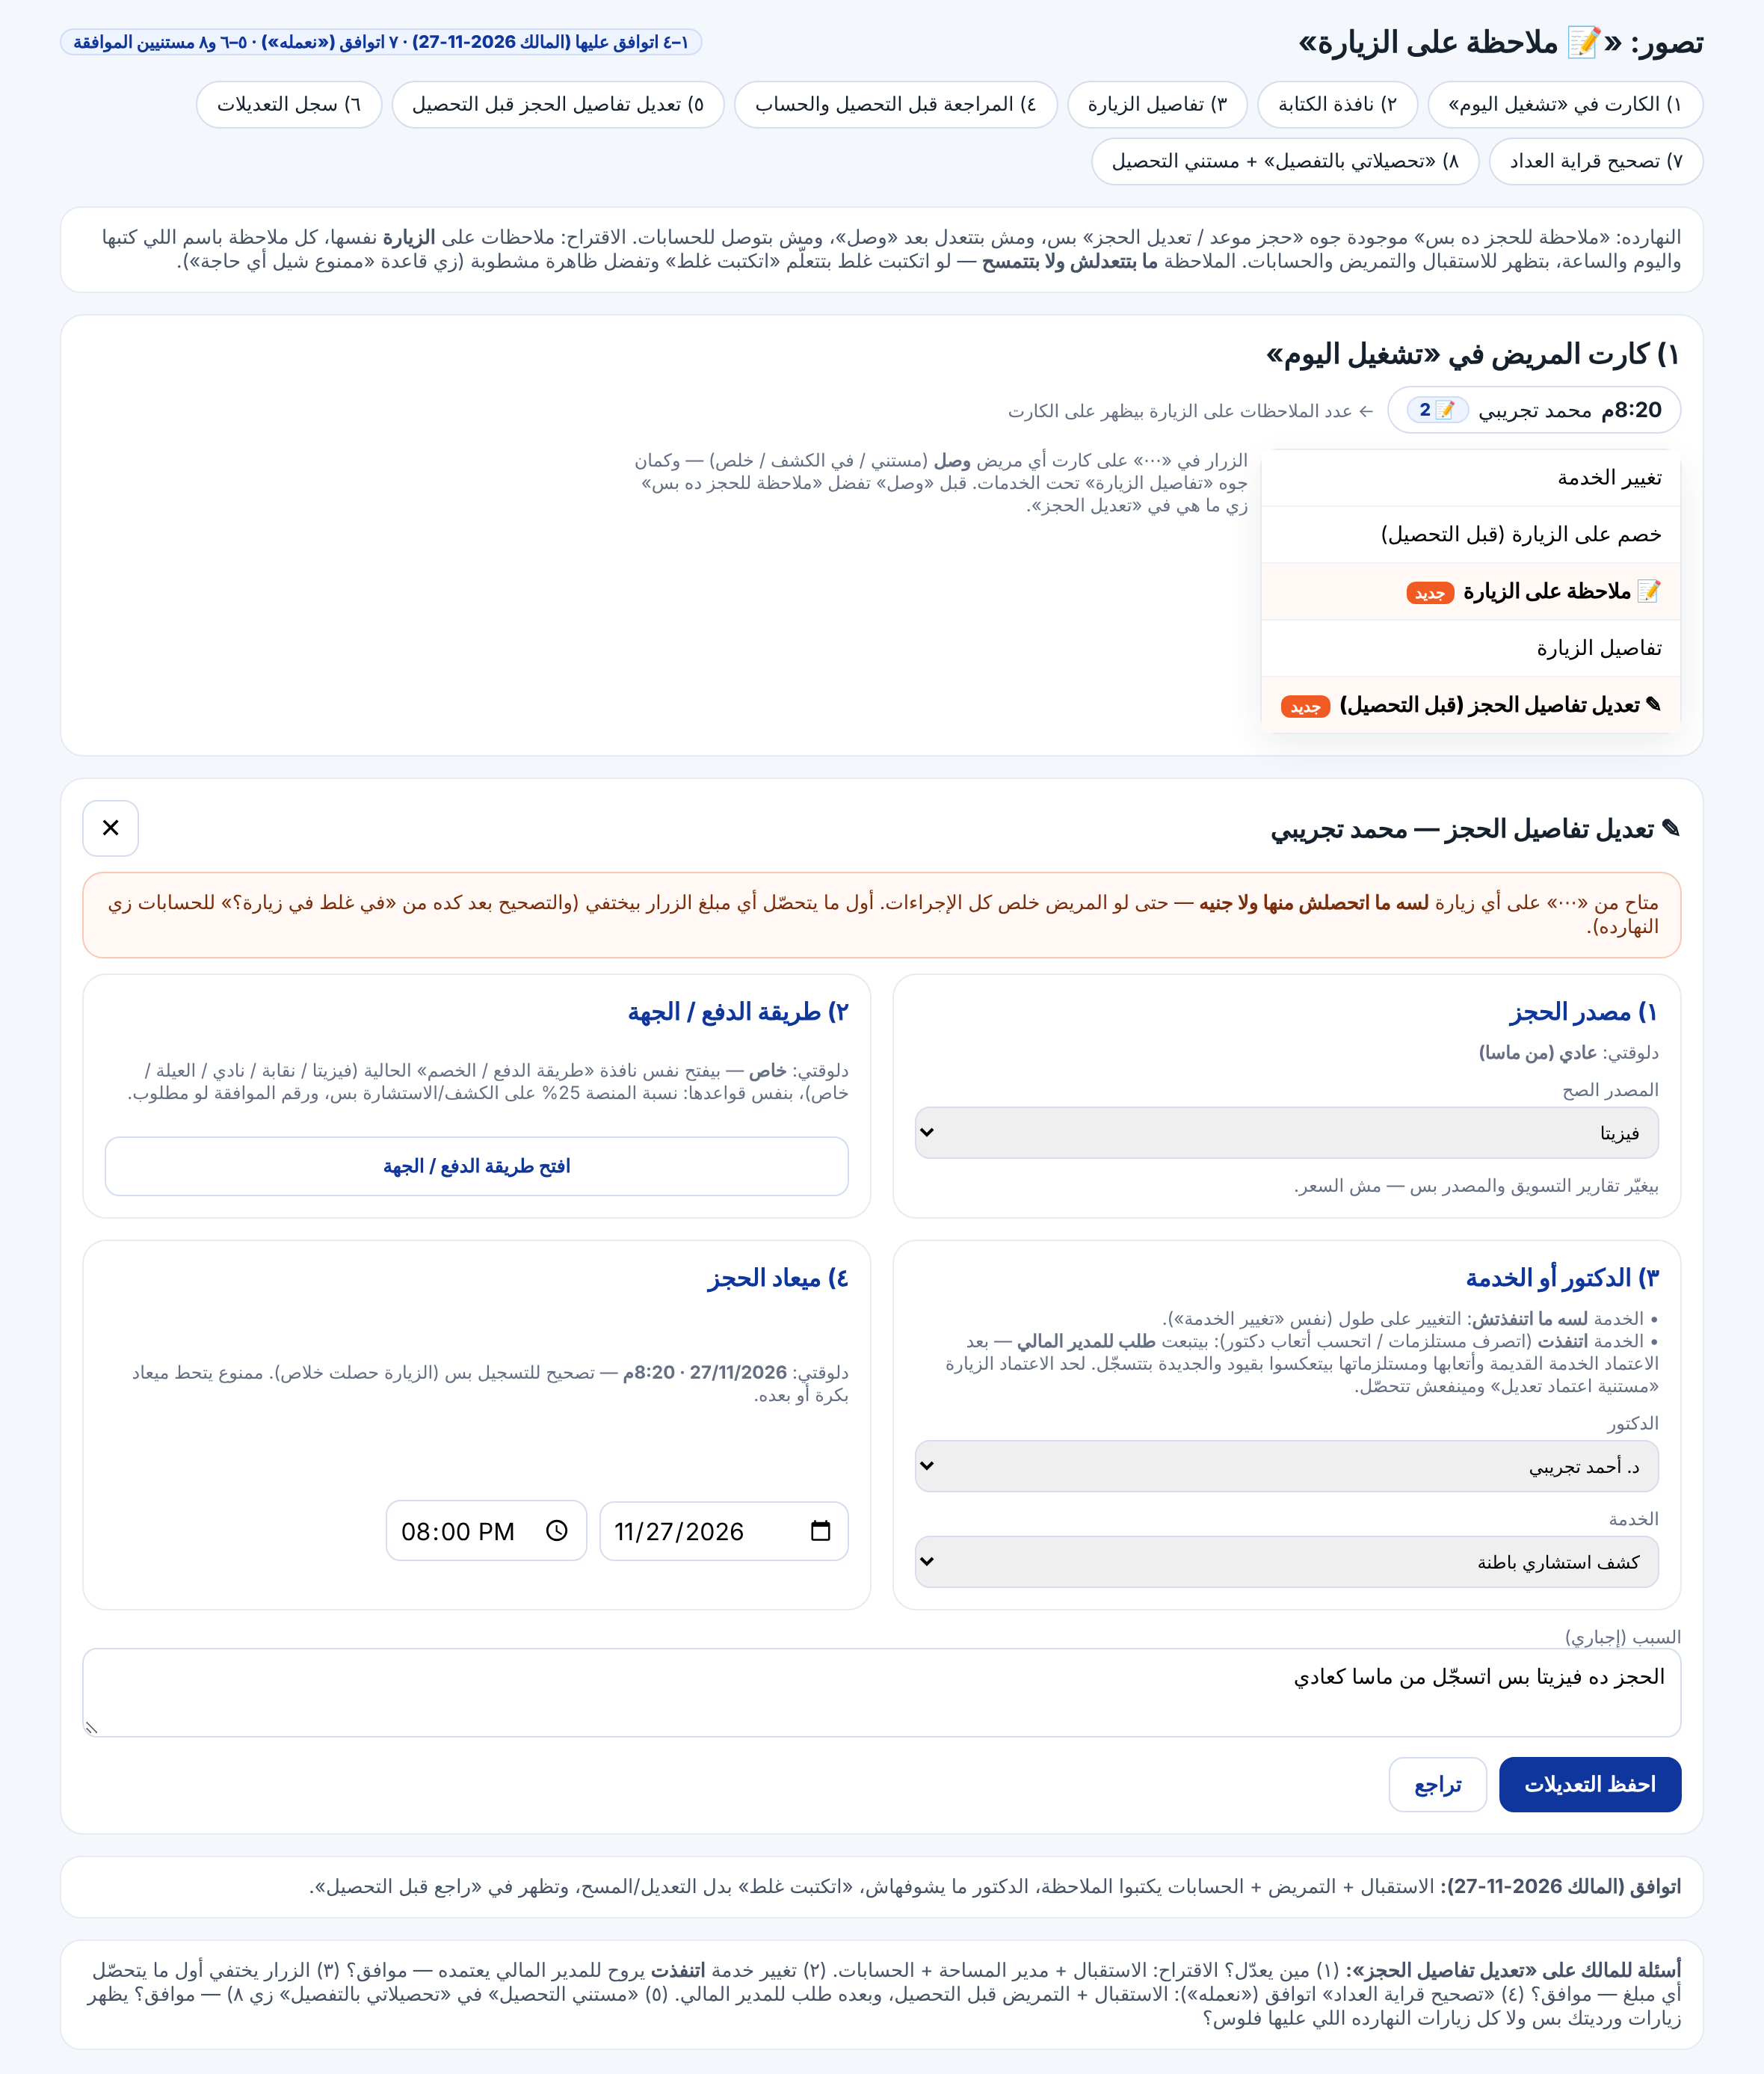 تصور: «📝 ملاحظة على الزيارة»
١–٤ اتوافق عليها (المالك 2026-11-27) · ٧ اتوافق («نعمله») · ٥–٦ و٨ مستنيين الموافقة
١) الكارت في «تشغيل اليوم»
٢) نافذة الكتابة
٣) تفاصيل الزيارة
٤) المراجعة قبل التحصيل والحساب
٥) تعديل تفاصيل الحجز قبل التحصيل
٦) سجل التعديلات
٧) تصحيح قراية العداد
٨) «تحصيلاتي بالتفصيل» + مستني التحصيل
النهارده: «ملاحظة للحجز ده بس» موجودة جوه «حجز موعد / تعديل الحجز» بس، ومش بتتعدل بعد «وصل»، ومش بتوصل للحسابات. الاقتراح: ملاحظات على الزيارة نفسها، كل ملاحظة باسم اللي كتبها
واليوم والساعة، بتظهر للاستقبال والتمريض والحسابات. الملاحظة ما بتتعدلش ولا بتتمسح — لو اتكتبت غلط بتتعلّم «اتكتبت غلط» وتفضل ظاهرة مشطوبة (زي قاعدة «ممنوع شيل أي حاجة»).
١) كارت المريض في «تشغيل اليوم»
8:20م محمد تجريبي 📝 2
← عدد الملاحظات على الزيارة بيظهر على الكارت
تغيير الخدمة
خصم على الزيارة (قبل التحصيل)
📝 ملاحظة على الزيارة جديد
تفاصيل الزيارة
✎ تعديل تفاصيل الحجز (قبل التحصيل) جديد
الزرار في «⋯» على كارت أي مريض وصل (مستني / في الكشف / خلص) — وكمان
جوه «تفاصيل الزيارة» تحت الخدمات. قبل «وصل» تفضل «ملاحظة للحجز ده بس»
زي ما هي في «تعديل الحجز».
✎ تعديل تفاصيل الحجز — محمد تجريبي
✕
متاح من «⋯» على أي زيارة لسه ما اتحصلش منها ولا جنيه — حتى لو المريض خلص كل الإجراءات. أول ما يتحصّل أي مبلغ الزرار بيختفي (والتصحيح بعد كده من «في غلط في زيارة؟» للحسابات زي
النهارده).
١) مصدر الحجز
دلوقتي: عادي (من ماسا)
المصدر الصح
فيزيتا
بيغيّر تقارير التسويق والمصدر بس — مش السعر.
٢) طريقة الدفع / الجهة
دلوقتي: خاص — بيفتح نفس نافذة «طريقة الدفع / الخصم» الحالية (فيزيتا / نقابة / نادي / العيلة /
خاص)، بنفس قواعدها: نسبة المنصة 25% على الكشف/الاستشارة بس، ورقم الموافقة لو مطلوب.
افتح طريقة الدفع / الجهة
٣) الدكتور أو الخدمة
• الخدمة لسه ما اتنفذتش: التغيير على طول (نفس «تغيير الخدمة»).
• الخدمة اتنفذت (اتصرف مستلزمات / اتحسب أتعاب دكتور): بيتبعت طلب للمدير المالي — بعد
الاعتماد الخدمة القديمة وأتعابها ومستلزماتها بيتعكسوا بقيود والجديدة بتتسجّل. لحد الاعتماد الزيارة
«مستنية اعتماد تعديل» ومينفعش تتحصّل.
الدكتور
د. أحمد تجريبي
الخدمة
كشف استشاري باطنة
٤) ميعاد الحجز
دلوقتي: 27/11/2026 · 8:20م — تصحيح للتسجيل بس (الزيارة حصلت خلاص). ممنوع يتحط ميعاد
بكرة أو بعده.
11/27/2026
08:00 PM
السبب (إجباري)
الحجز ده فيزيتا بس اتسجّل من ماسا كعادي
احفظ التعديلات
تراجع
اتوافق (المالك 2026-11-27): الاستقبال + التمريض + الحسابات يكتبوا الملاحظة، الدكتور ما يشوفهاش، «اتكتبت غلط» بدل التعديل/المسح، وتظهر في «راجع قبل التحصيل».
أسئلة للمالك على «تعديل تفاصيل الحجز»: (١) مين يعدّل؟ الاقتراح: الاستقبال + مدير المساحة + الحسابات. (٢) تغيير خدمة اتنفذت يروح للمدير المالي يعتمده — موافق؟ (٣) الزرار يختفي أول ما يتحصّل
أي مبلغ — موافق؟ (٤) «تصحيح قراية العداد» اتوافق («نعمله»): الاستقبال + التمريض قبل التحصيل، وبعده طلب للمدير المالي. (٥) «مستني التحصيل» في «تحصيلاتي بالتفصيل» زي ٨) — موافق؟ يظهر
زيارات ورديتك بس ولا كل زيارات النهارده اللي عليها فلوس؟